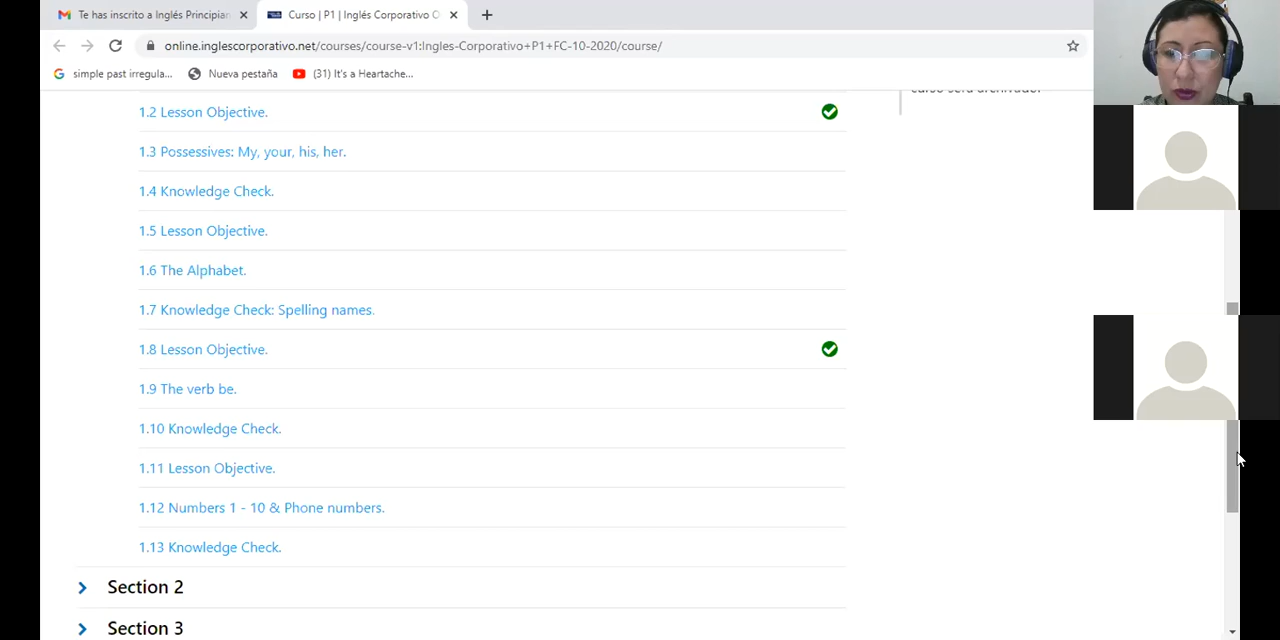 Te has inscrito a Inglés Principian
Curso | P1 | Inglés Corporativo O
online.inglescorporativo.net/courses/course-v1:Ingles-Corporativo+P1+FC-10-2020/course/
simple past irregula...
Nueva pestaña
(31) It's a Heartache...
curso será archivado.
1.2 Lesson Objective.
1.3 Possessives: My, your, his, her.
1.4 Knowledge Check.
1.5 Lesson Objective.
1.6 The Alphabet.
1.7 Knowledge Check: Spelling names.
1.8 Lesson Objective.
1.9 The verb be.
1.10 Knowledge Check.
1.11 Lesson Objective.
1.12 Numbers 1 - 10 & Phone numbers.
1.13 Knowledge Check.
Section 2
Section 3